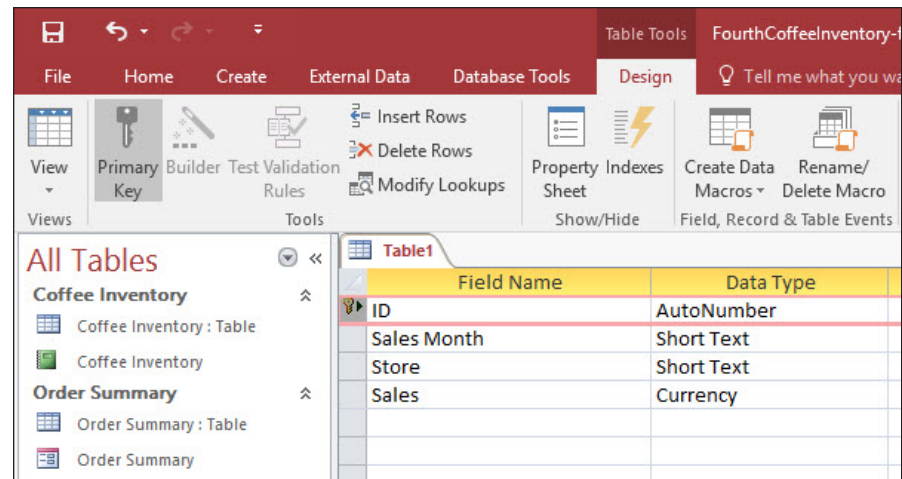 Table Tools FourthCoffeeInventory-f
File Home Create External Data Database Tools Design Tell me what you wa
View
Views
Primary
Key
Builder
Test Validation
Rules
Insert Rows
Delete Rows
Modify Lookups
Tools
Property
Sheet
Indexes
Show/Hide
Create Data
Macros
Rename/
Delete Macro
Field, Record & Table Events
All Tables «
Coffee Inventory
Coffee Inventory : Table
Coffee Inventory
Order Summary
Order Summary : Table
Order Summary
Table1
Field Name Data Type
ID AutoNumber
Sales Month Short Text
Store Short Text
Sales Currency